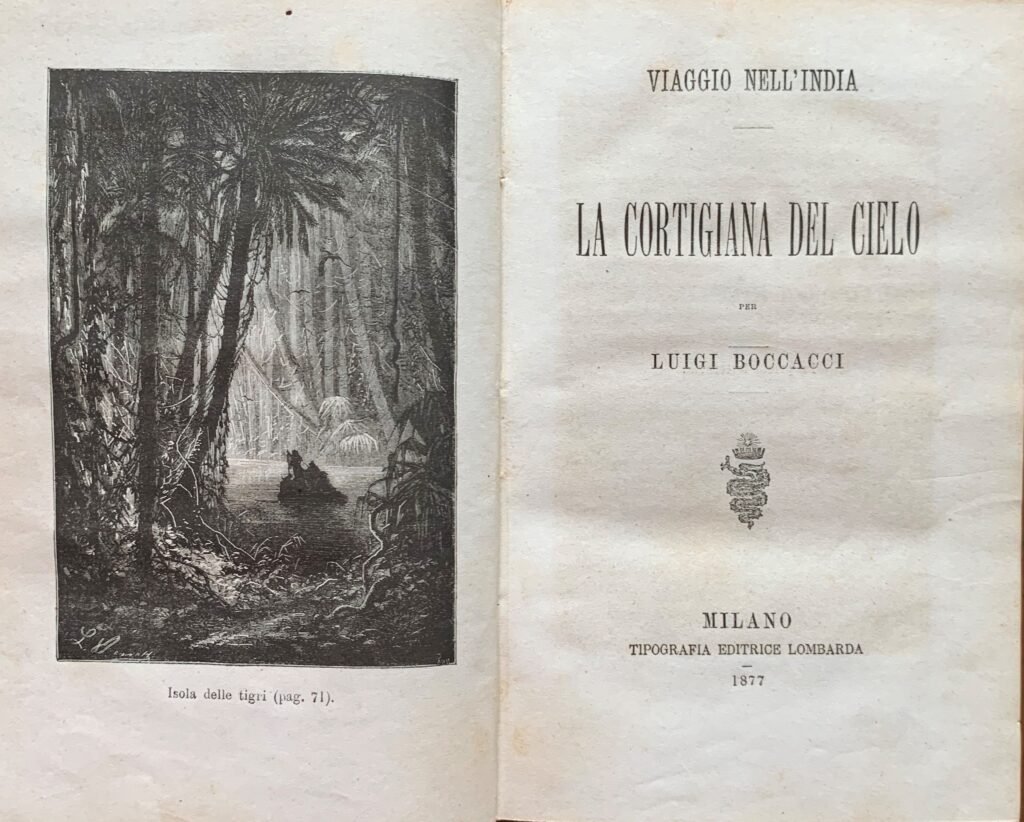 Isola delle tigri (pag. 71).
VIAGGIO NELL'INDIA
LA CORTIGIANA DEL CIELO
PER
LUIGI BOCCACCI
MILANO
TIPOGRAFIA EDITRICE LOMBARDA
1877